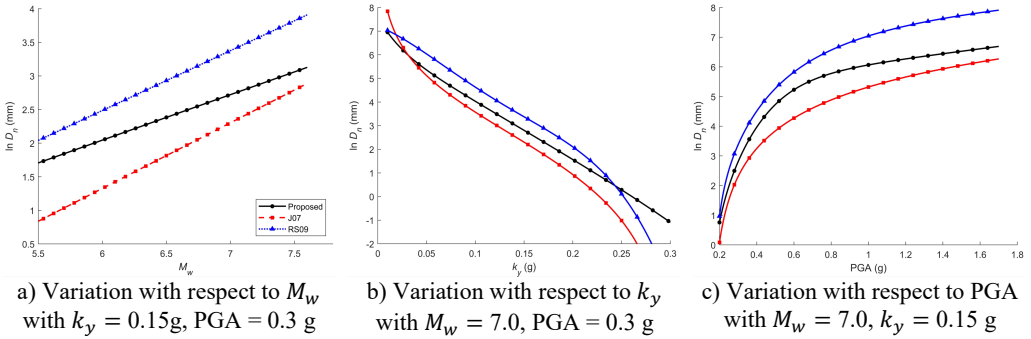 4
3.5
3
2.5
2
1.5
1
0.5
ln Dₙ (mm)
5.5 6 6.5 7 7.5
M_w
Proposed
J07
RS09
8
7
6
5
4
3
2
1
0
-1
-2
ln Dₙ (mm)
0 0.05 0.1 0.15 0.2 0.25 0.3
k_y (g)
8
7
6
5
4
3
2
1
0
ln Dₙ (mm)
0.2 0.4 0.6 0.8 1 1.2 1.4 1.6 1.8
PGA (g)
a) Variation with respect to M_w
with k_y = 0.15g, PGA = 0.3 g
b) Variation with respect to k_y
with M_w = 7.0, PGA = 0.3 g
c) Variation with respect to PGA
with M_w = 7.0, k_y = 0.15 g